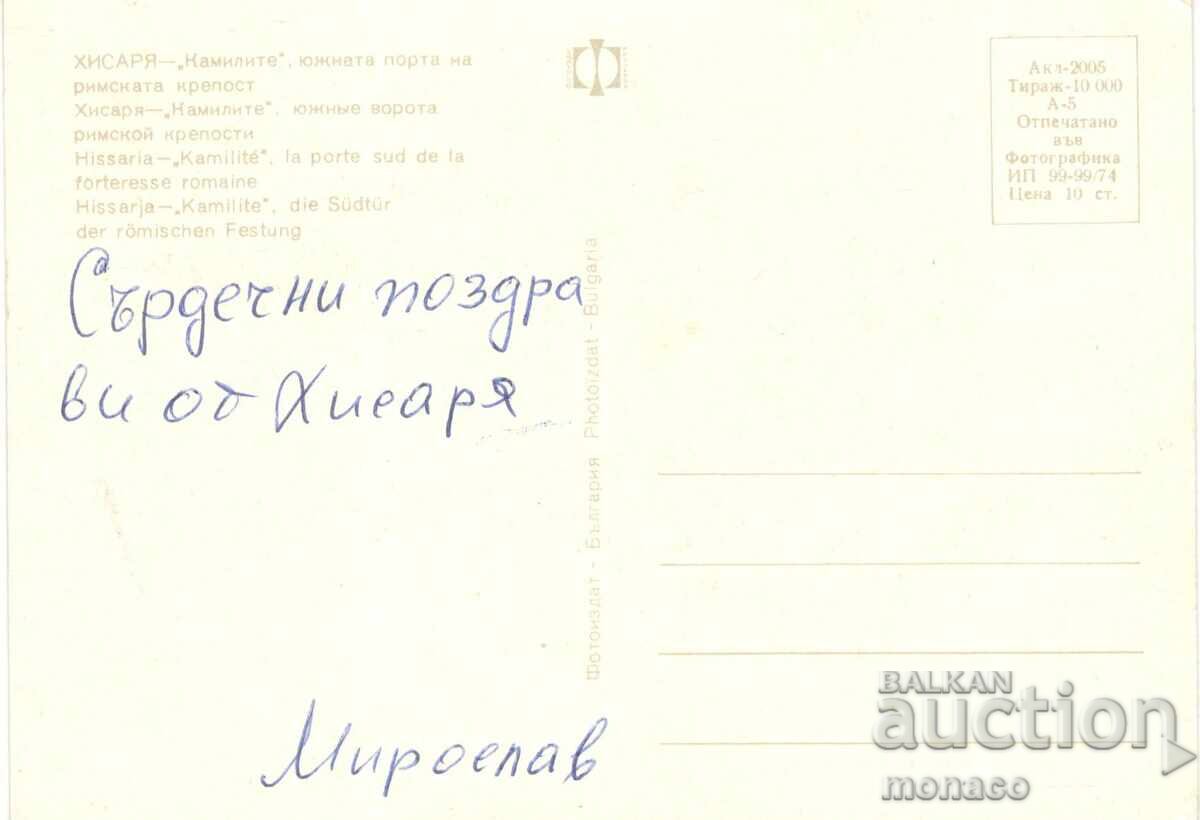 ХИСАРЯ—„Камилите", южната порта на
римската крепост
Хисаря—„Камилите", южные ворота
римской крепости
Hissaria—„Kamilité", la porte sud de la
forteresse romaine
Hissarja—„Kamilite", die Südtür
der römischen Festung
Сърдечни поздра
ви от Хисаря
Мирослав
Фотоиздат - България Photoizdat - Bulgaria
Акл-2005
Тираж-10 000
А-5
Отпечатано
във
Фотографика
ИП 99-99/74
Цена 10 ст.
BALKAN
auction
monaco